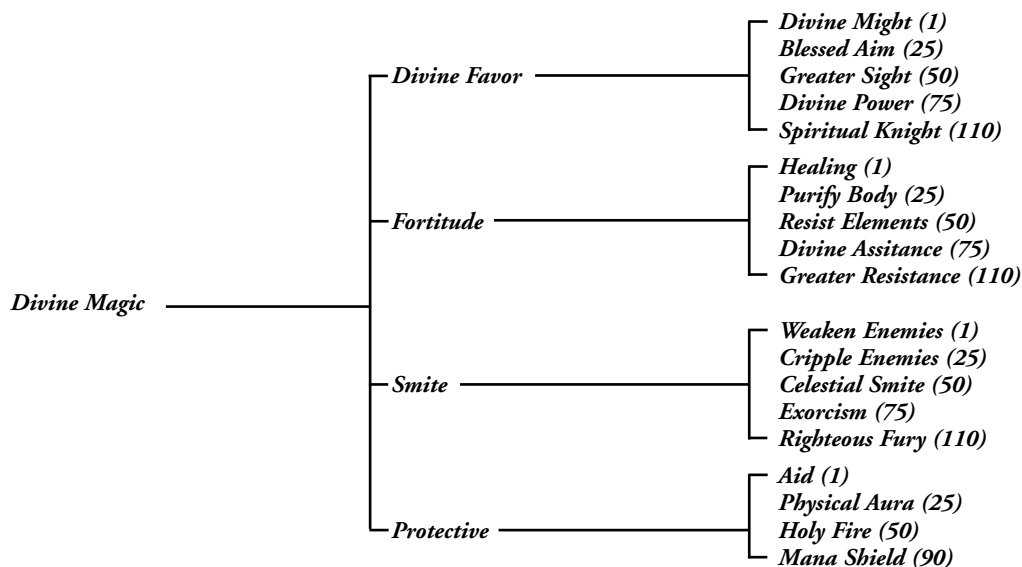 Divine Magic
Divine Favor
Divine Might (1)
Blessed Aim (25)
Greater Sight (50)
Divine Power (75)
Spiritual Knight (110)
Fortitude
Healing (1)
Purify Body (25)
Resist Elements (50)
Divine Assitance (75)
Greater Resistance (110)
Smite
Weaken Enemies (1)
Cripple Enemies (25)
Celestial Smite (50)
Exorcism (75)
Righteous Fury (110)
Protective
Aid (1)
Physical Aura (25)
Holy Fire (50)
Mana Shield (90)